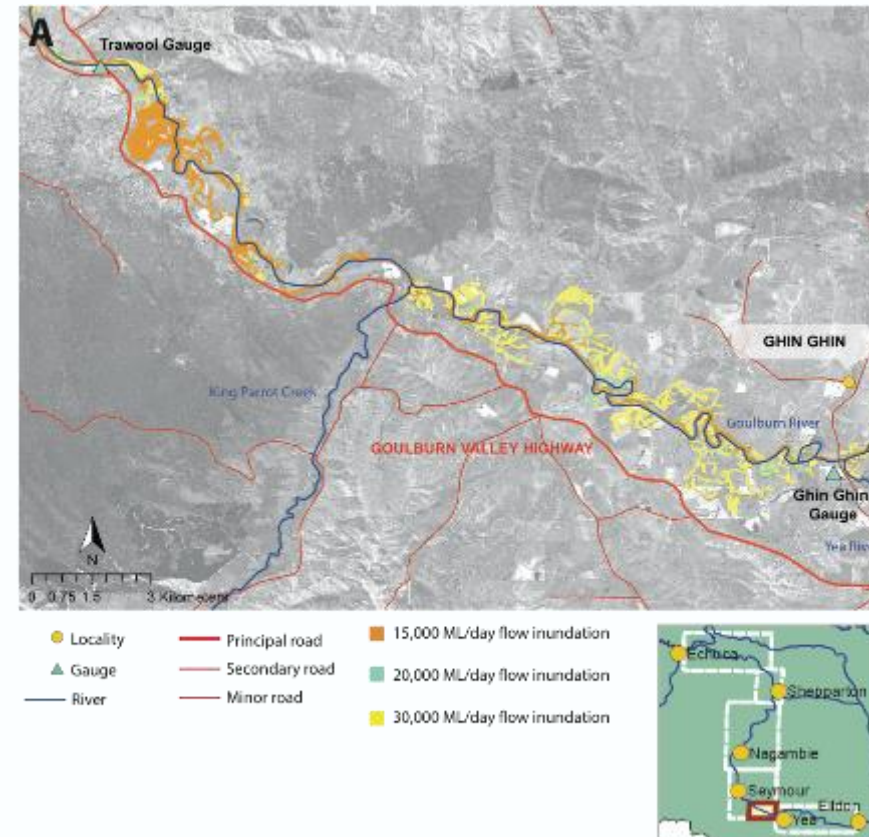 A
Trawool Gauge
GHIN GHIN
King Parrot Creek
Goulburn River
GOULBURN VALLEY HIGHWAY
Ghin Ghin
Gauge
Yea Rive
N
0 0.75 1.5 3 Kilometers
Locality
Gauge
River
Principal road
Secondary road
Minor road
15,000 ML/day flow inundation
20,000 ML/day flow inundation
30,000 ML/day flow inundation
Echuca
Shepparton
Nagambie
Seymour
Eildon
Yea